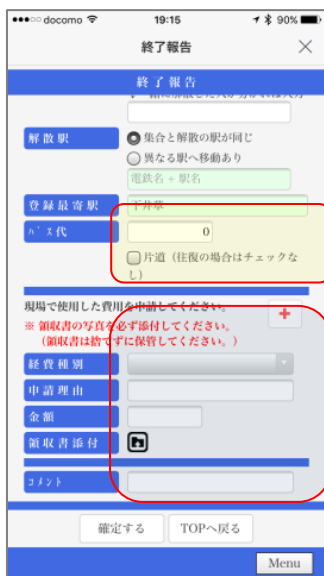 docomo 19:15 90%
終了報告
終了報告
解散駅
集合と解散の駅が同じ
異なる駅へ移動あり
電鉄名 + 駅名
登録最寄駅
下井草
ﾊﾞｽ代
0
片道（往復の場合はチェックな
し）
現場で使用した費用を申請してください。
※ 領収書の写真を必ず添付してください。
（領収書は捨てずに保管してください。）
経費種別
申請理由
金額
領収書添付
ｺﾒﾝﾄ
確定する TOPへ戻る
Menu